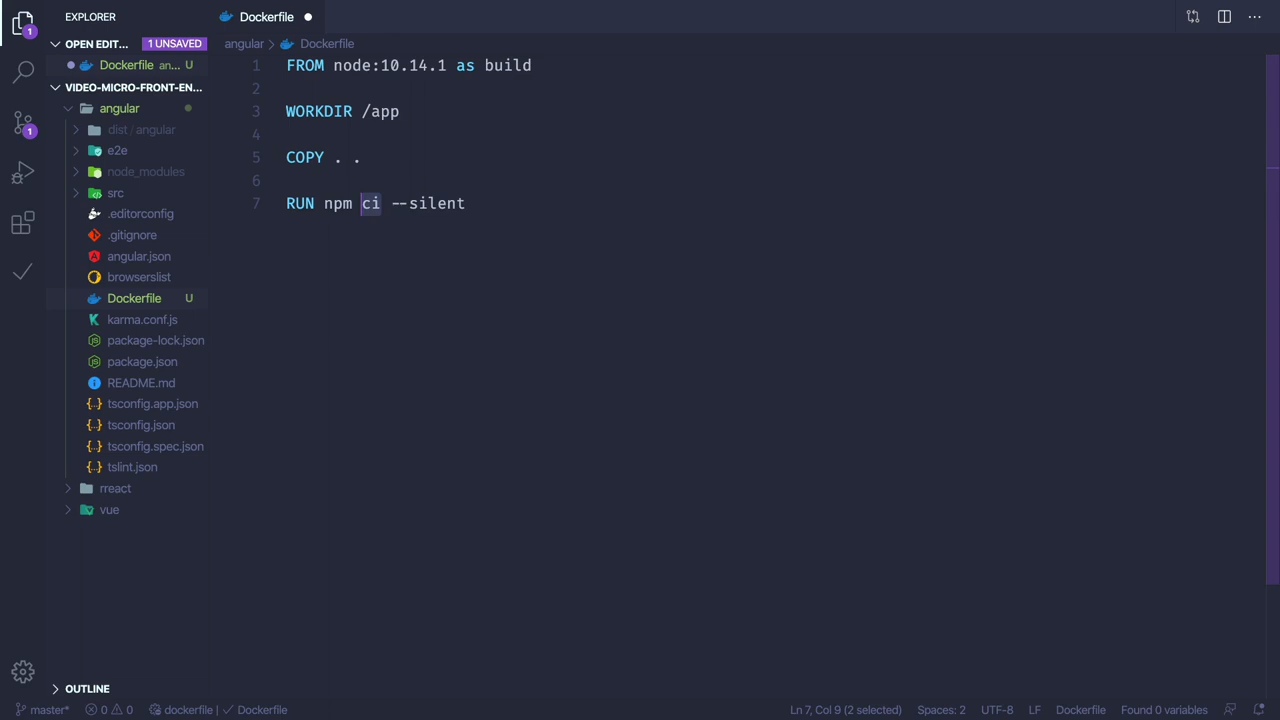 EXPLORER
Dockerfile
OPEN EDIT...
1 UNSAVED
angular
Dockerfile
Dockerfile an... U
VIDEO-MICRO-FRONT-EN...
angular
dist / angular
e2e
node_modules
src
.editorconfig
.gitignore
angular.json
browserslist
Dockerfile U
karma.conf.js
package-lock.json
package.json
README.md
tsconfig.app.json
tsconfig.json
tsconfig.spec.json
tslint.json
rreact
vue
OUTLINE
1
1
1 FROM node:10.14.1 as build
2
3 WORKDIR /app
4
5 COPY . .
6
7 RUN npm ci --silent
master* 0 0 dockerfile | Dockerfile Ln 7, Col 9 (2 selected) Spaces: 2 UTF-8 LF Dockerfile Found 0 variables